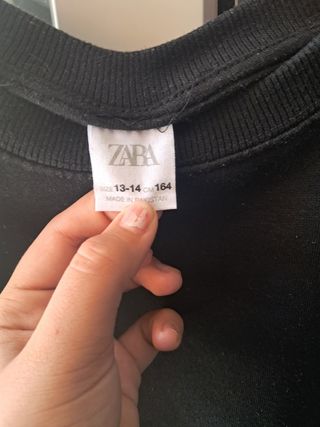 ZARA
SIZE 13-14 CM 164
MADE IN PAKISTAN